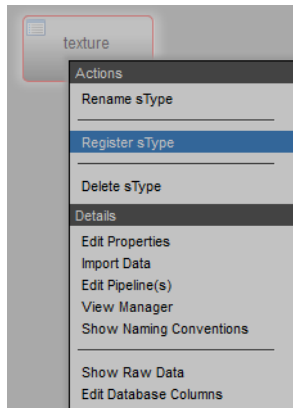 texture
Actions
Rename sType
Register sType
Delete sType
Details
Edit Properties
Import Data
Edit Pipeline(s)
View Manager
Show Naming Conventions
Show Raw Data
Edit Database Columns